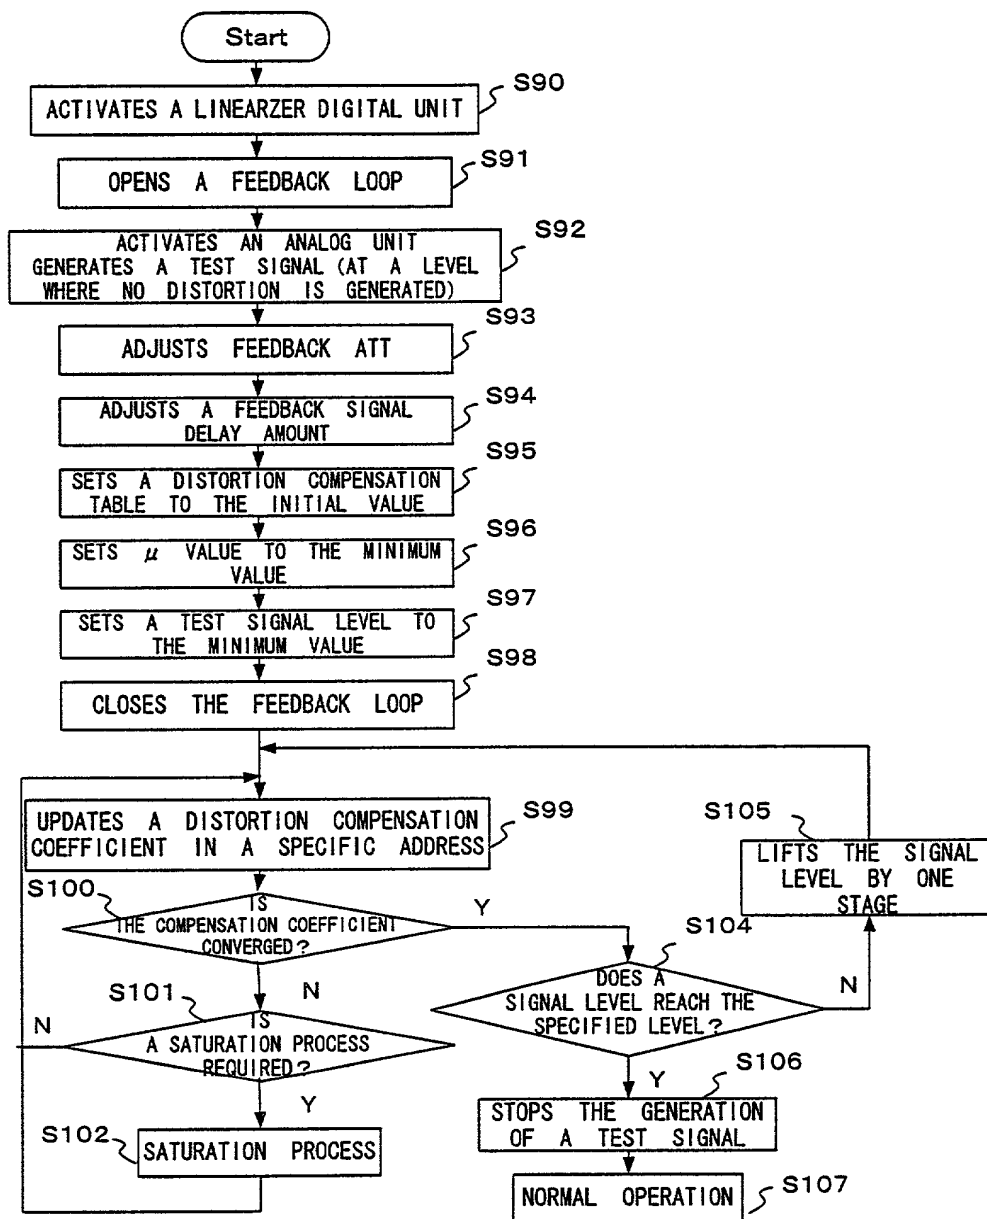 Start
S90
ACTIVATES A LINEARZER DIGITAL UNIT
S91
OPENS A FEEDBACK LOOP
S92
ACTIVATES AN ANALOG UNIT
GENERATES A TEST SIGNAL (AT A LEVEL
WHERE NO DISTORTION IS GENERATED)
S93
ADJUSTS FEEDBACK ATT
S94
ADJUSTS A FEEDBACK SIGNAL
DELAY AMOUNT
S95
SETS A DISTORTION COMPENSATION
TABLE TO THE INITIAL VALUE
S96
SETS μ VALUE TO THE MINIMUM
VALUE
S97
SETS A TEST SIGNAL LEVEL TO
THE MINIMUM VALUE
S98
CLOSES THE FEEDBACK LOOP
S99
UPDATES A DISTORTION COMPENSATION
COEFFICIENT IN A SPECIFIC ADDRESS
S105
LIFTS THE SIGNAL
LEVEL BY ONE
STAGE
S100
IS
THE COMPENSATION COEFFICIENT
CONVERGED?
Y
N
S104
DOES A
SIGNAL LEVEL REACH THE
SPECIFIED LEVEL?
N
Y
S101
IS
A SATURATION PROCESS
REQUIRED?
N
Y
S102
SATURATION PROCESS
S106
STOPS THE GENERATION
OF A TEST SIGNAL
S107
NORMAL OPERATION